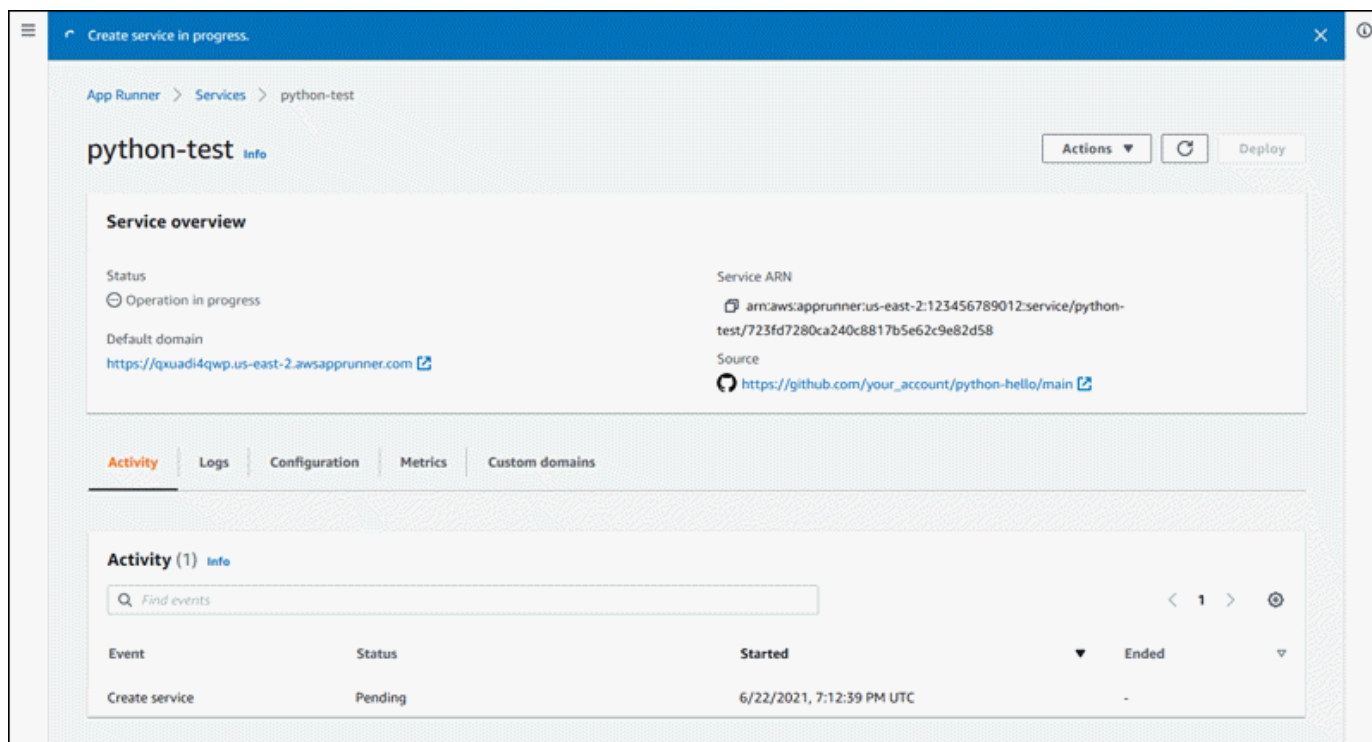 Create service in progress.
App Runner > Services > python-test
python-test Info
Actions ▼ Deploy
Service overview
Status
Operation in progress
Default domain
https://qxuadi4qwp.us-east-2.awsapprunner.com
Service ARN
arn:aws:apprunner:us-east-2:123456789012:service/python-
test/723fd7280ca240c8817b5e62c9e82d58
Source
https://github.com/your_account/python-hello/main
Activity Logs Configuration Metrics Custom domains
Activity (1) Info
Find events
< 1 >
Event Status Started ▼ Ended ▽
Create service Pending 6/22/2021, 7:12:39 PM UTC -